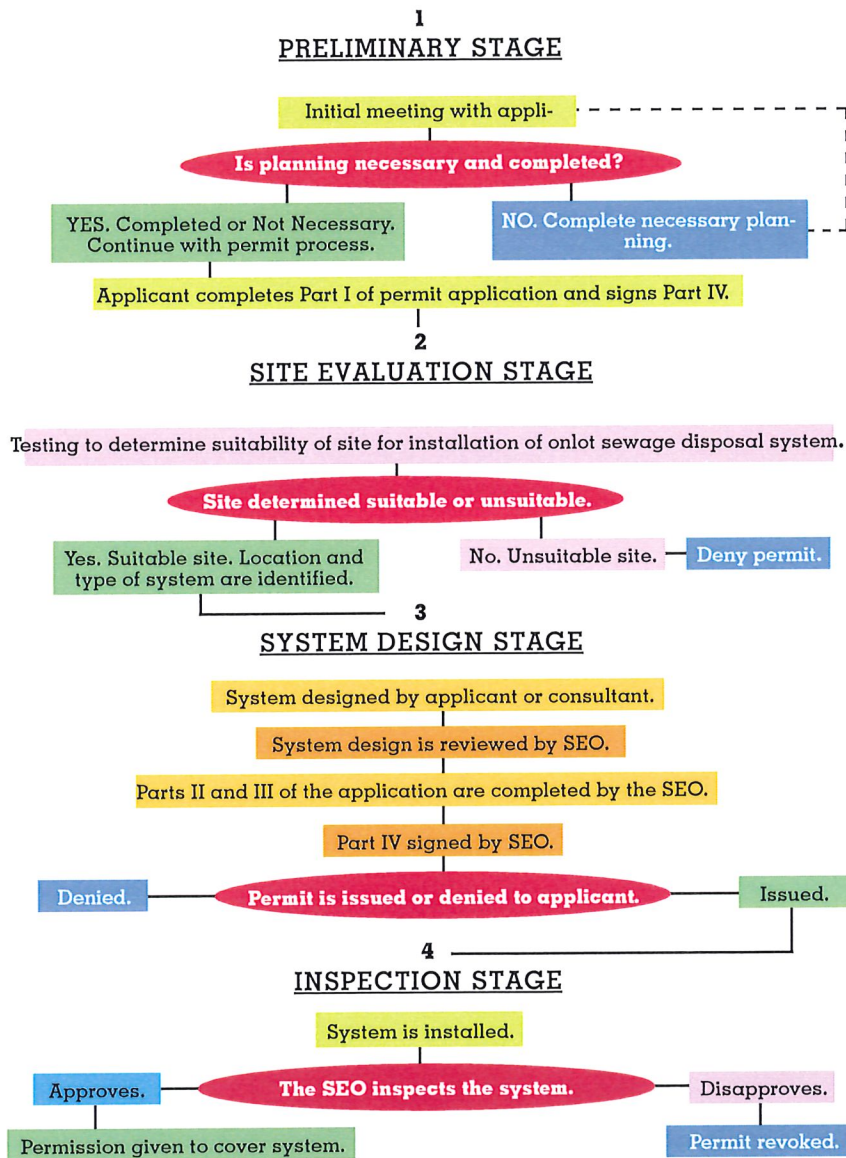 1
PRELIMINARY STAGE
Initial meeting with appli-
Is planning necessary and completed?
YES. Completed or Not Necessary.
Continue with permit process.
NO. Complete necessary plan-
ning.
Applicant completes Part I of permit application and signs Part IV.
2
SITE EVALUATION STAGE
Testing to determine suitability of site for installation of onlot sewage disposal system.
Site determined suitable or unsuitable.
Yes. Suitable site. Location and
type of system are identified.
No. Unsuitable site.
Deny permit.
3
SYSTEM DESIGN STAGE
System designed by applicant or consultant.
System design is reviewed by SEO.
Parts II and III of the application are completed by the SEO.
Part IV signed by SEO.
Denied.
Permit is issued or denied to applicant.
Issued.
4
INSPECTION STAGE
System is installed.
Approves.
The SEO inspects the system.
Disapproves.
Permission given to cover system.
Permit revoked.